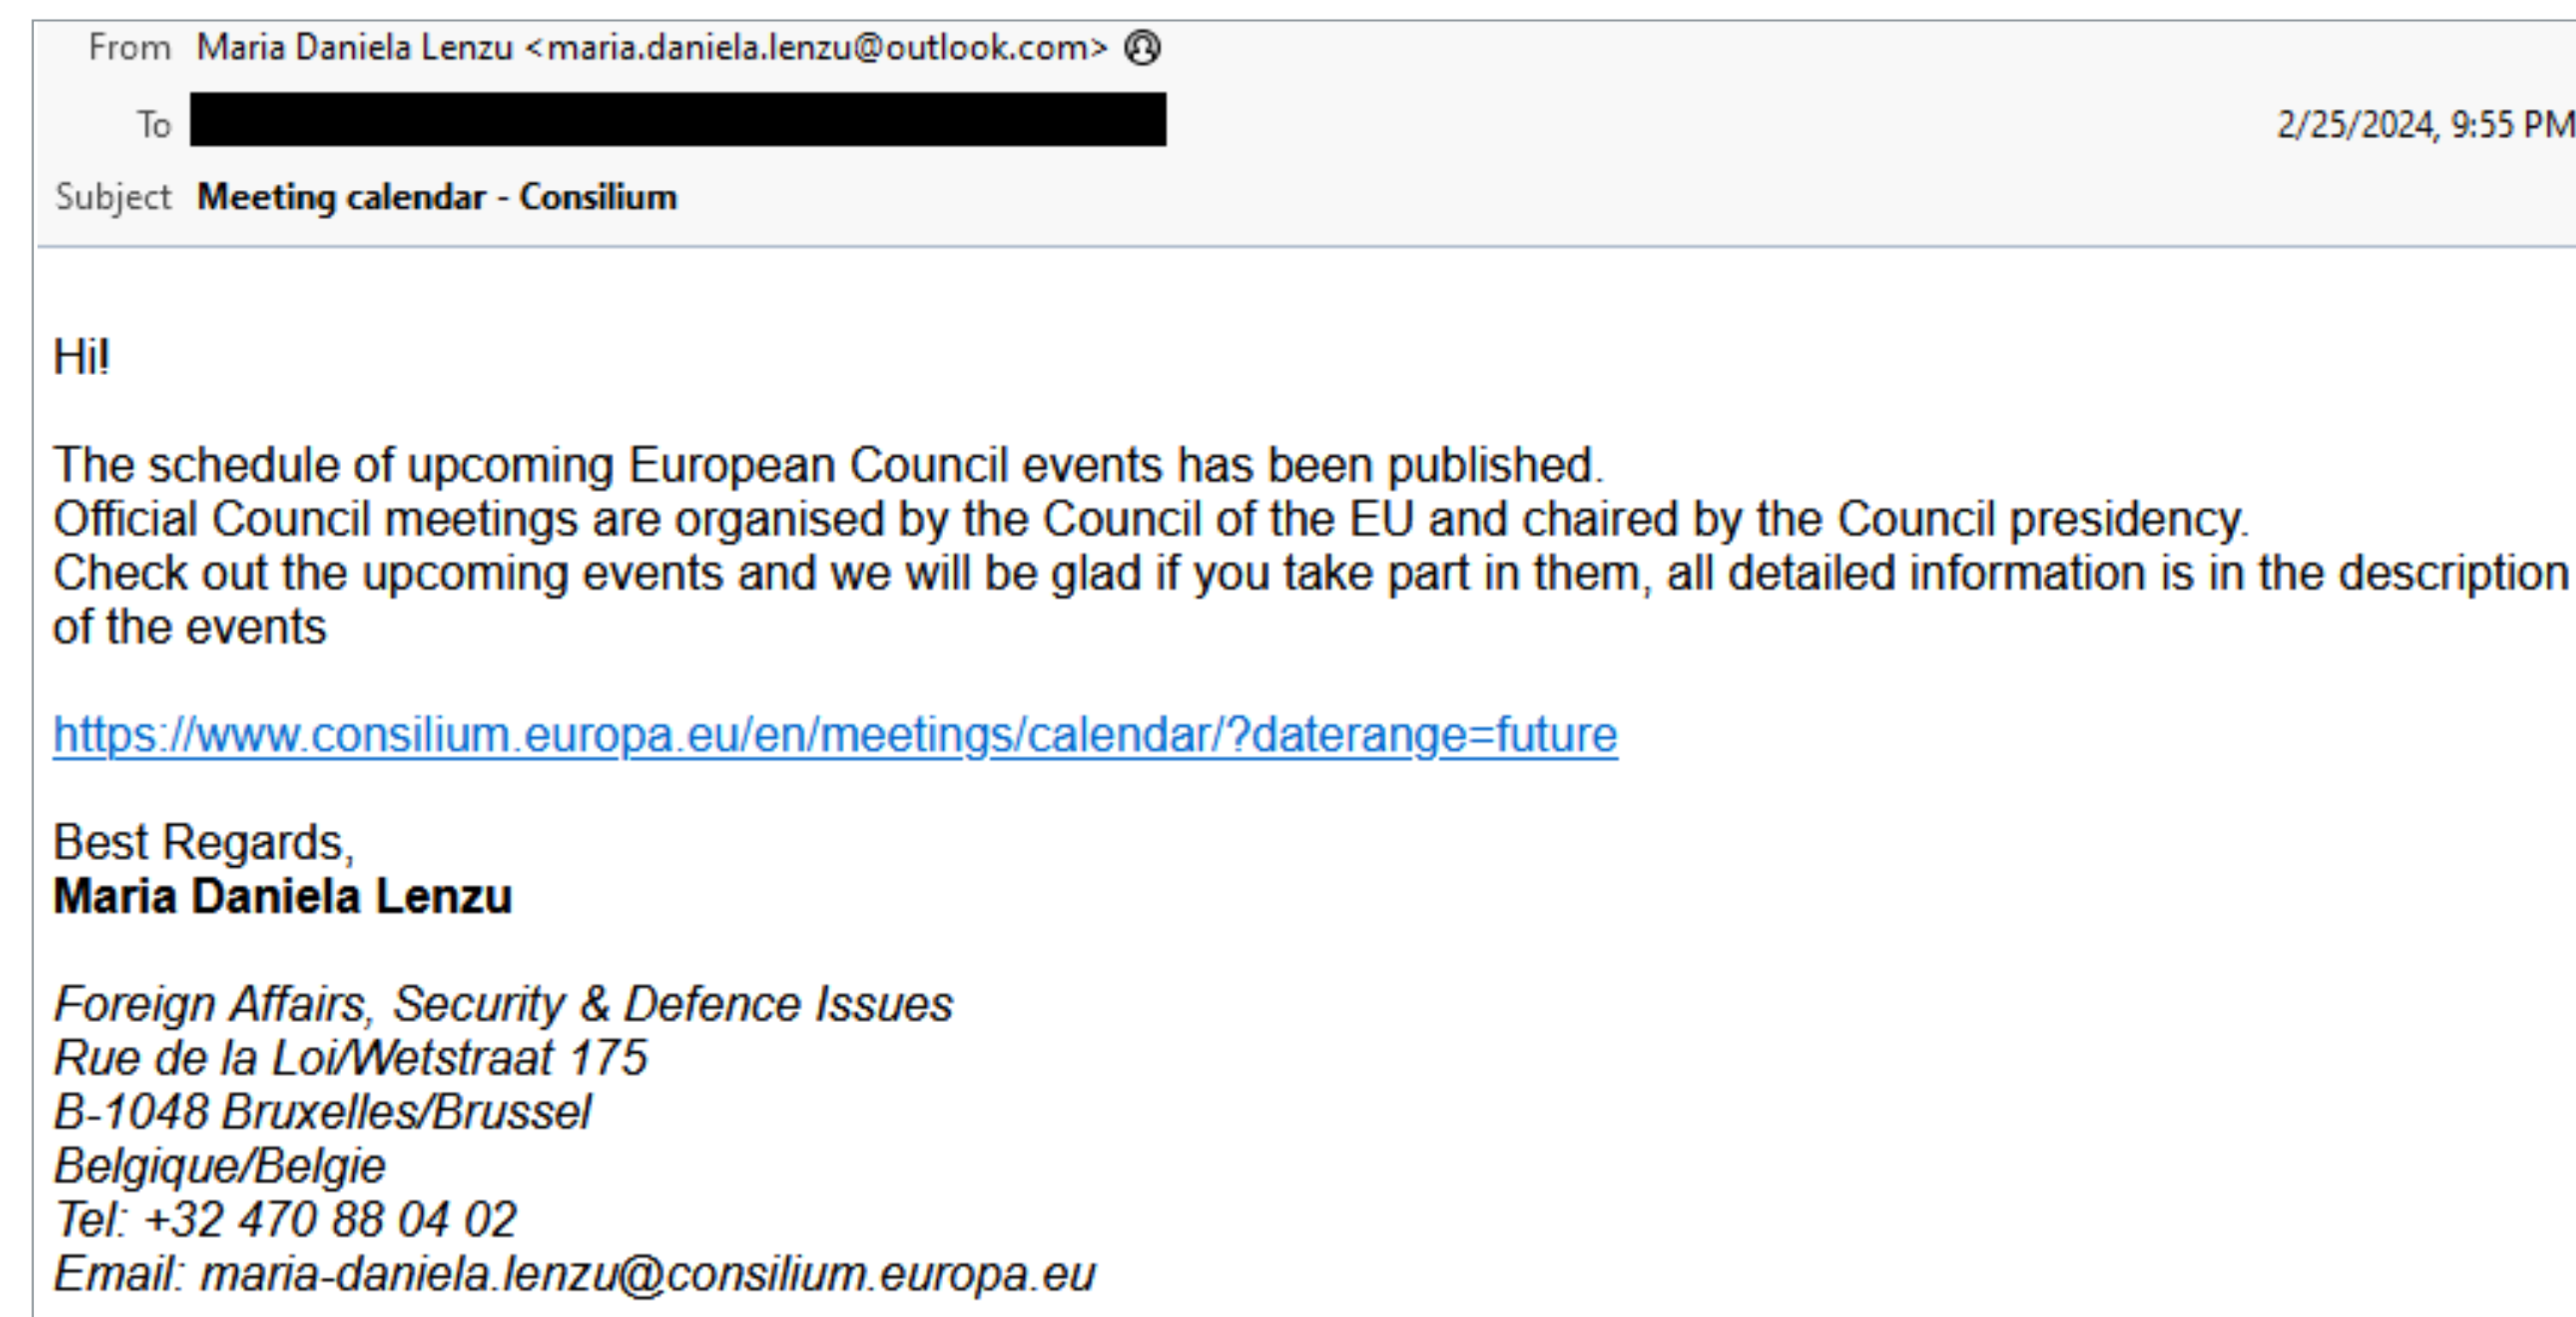 From Maria Daniela Lenzu <maria.daniela.lenzu@outlook.com>
To
2/25/2024, 9:55 PM
Subject Meeting calendar - Consilium
Hi!
The schedule of upcoming European Council events has been published.
Official Council meetings are organised by the Council of the EU and chaired by the Council presidency.
Check out the upcoming events and we will be glad if you take part in them, all detailed information is in the description
of the events
https://www.consilium.europa.eu/en/meetings/calendar/?daterange=future
Best Regards,
Maria Daniela Lenzu
Foreign Affairs, Security & Defence Issues
Rue de la Loi/Wetstraat 175
B-1048 Bruxelles/Brussel
Belgique/Belgie
Tel: +32 470 88 04 02
Email: maria-daniela.lenzu@consilium.europa.eu